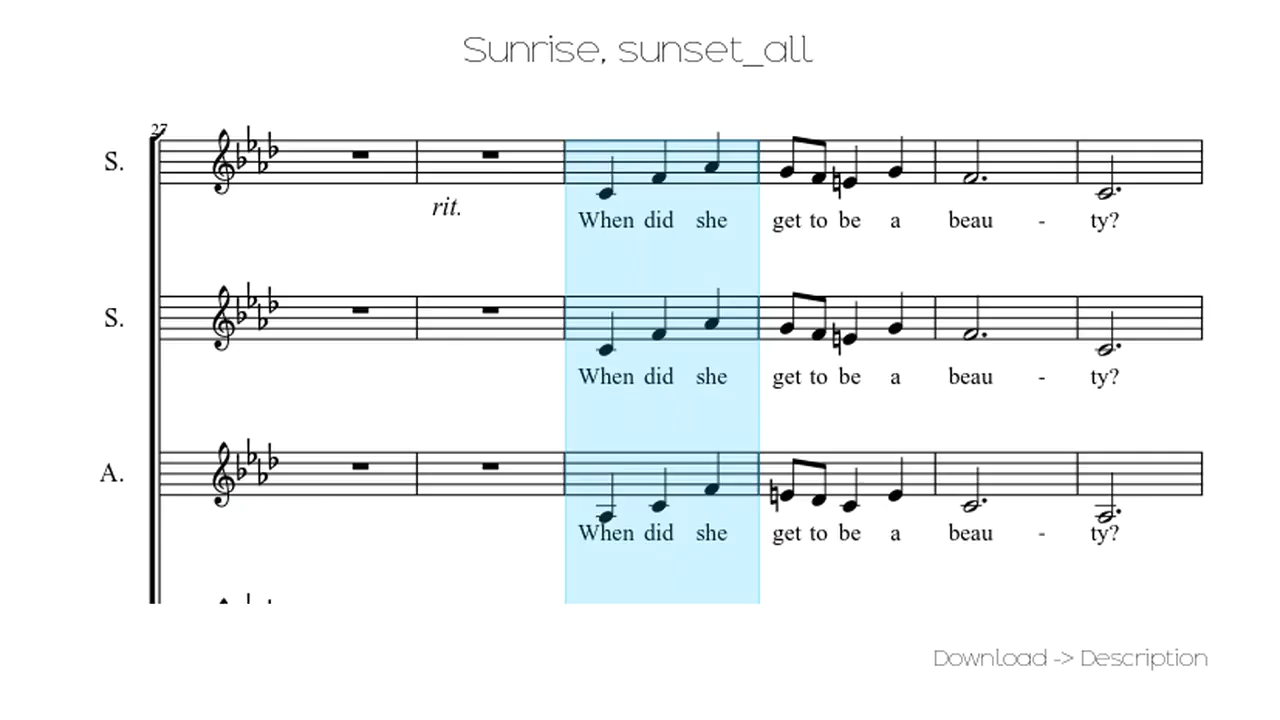 Sunrise, sunset_all
27
S.
rit.
When did she get to be a beau - ty?
S.
When did she get to be a beau - ty?
A.
When did she get to be a beau - ty?
Download -> Description